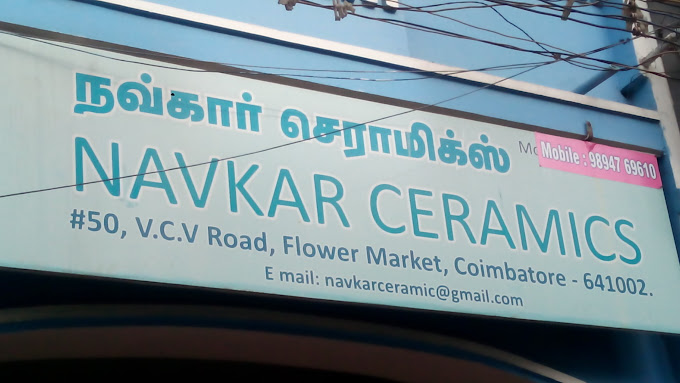 நவ்கார் செராமிக்ஸ்
Mobile : 98947 69610
NAVKAR CERAMICS
#50, V.C.V Road, Flower Market, Coimbatore - 641002.
E mail: navkarceramic@gmail.com